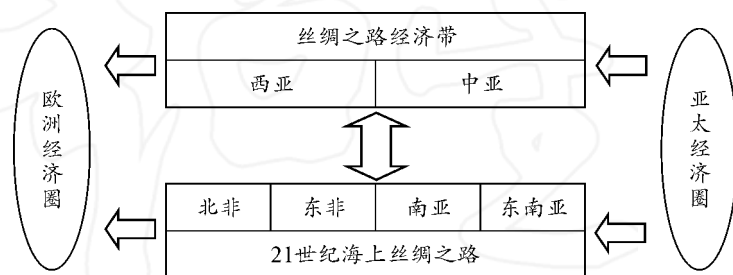 丝绸之路经济带
西亚 中亚
欧洲经济圈
亚太经济圈
北非 东非 南亚 东南亚
21世纪海上丝绸之路